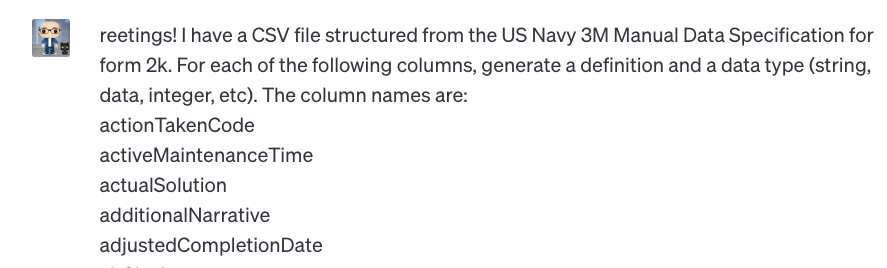 reetings! I have a CSV file structured from the US Navy 3M Manual Data Specification for
form 2k. For each of the following columns, generate a definition and a data type (string,
data, integer, etc). The column names are:
actionTakenCode
activeMaintenanceTime
actualSolution
additionalNarrative
adjustedCompletionDate